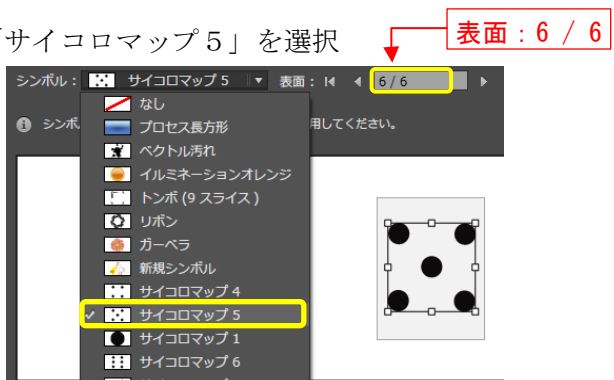 「サイコロマップ５」を選択
表面：6 / 6
シンボル： サイコロマップ 5 表面： 6 / 6
なし
シンボ 用してください。
プロセス長方形
ベクトル汚れ
イルミネーションオレンジ
トンボ (9 スライス )
リボン
ガーベラ
新規シンボル
サイコロマップ 4
サイコロマップ 5
サイコロマップ 1
サイコロマップ 6